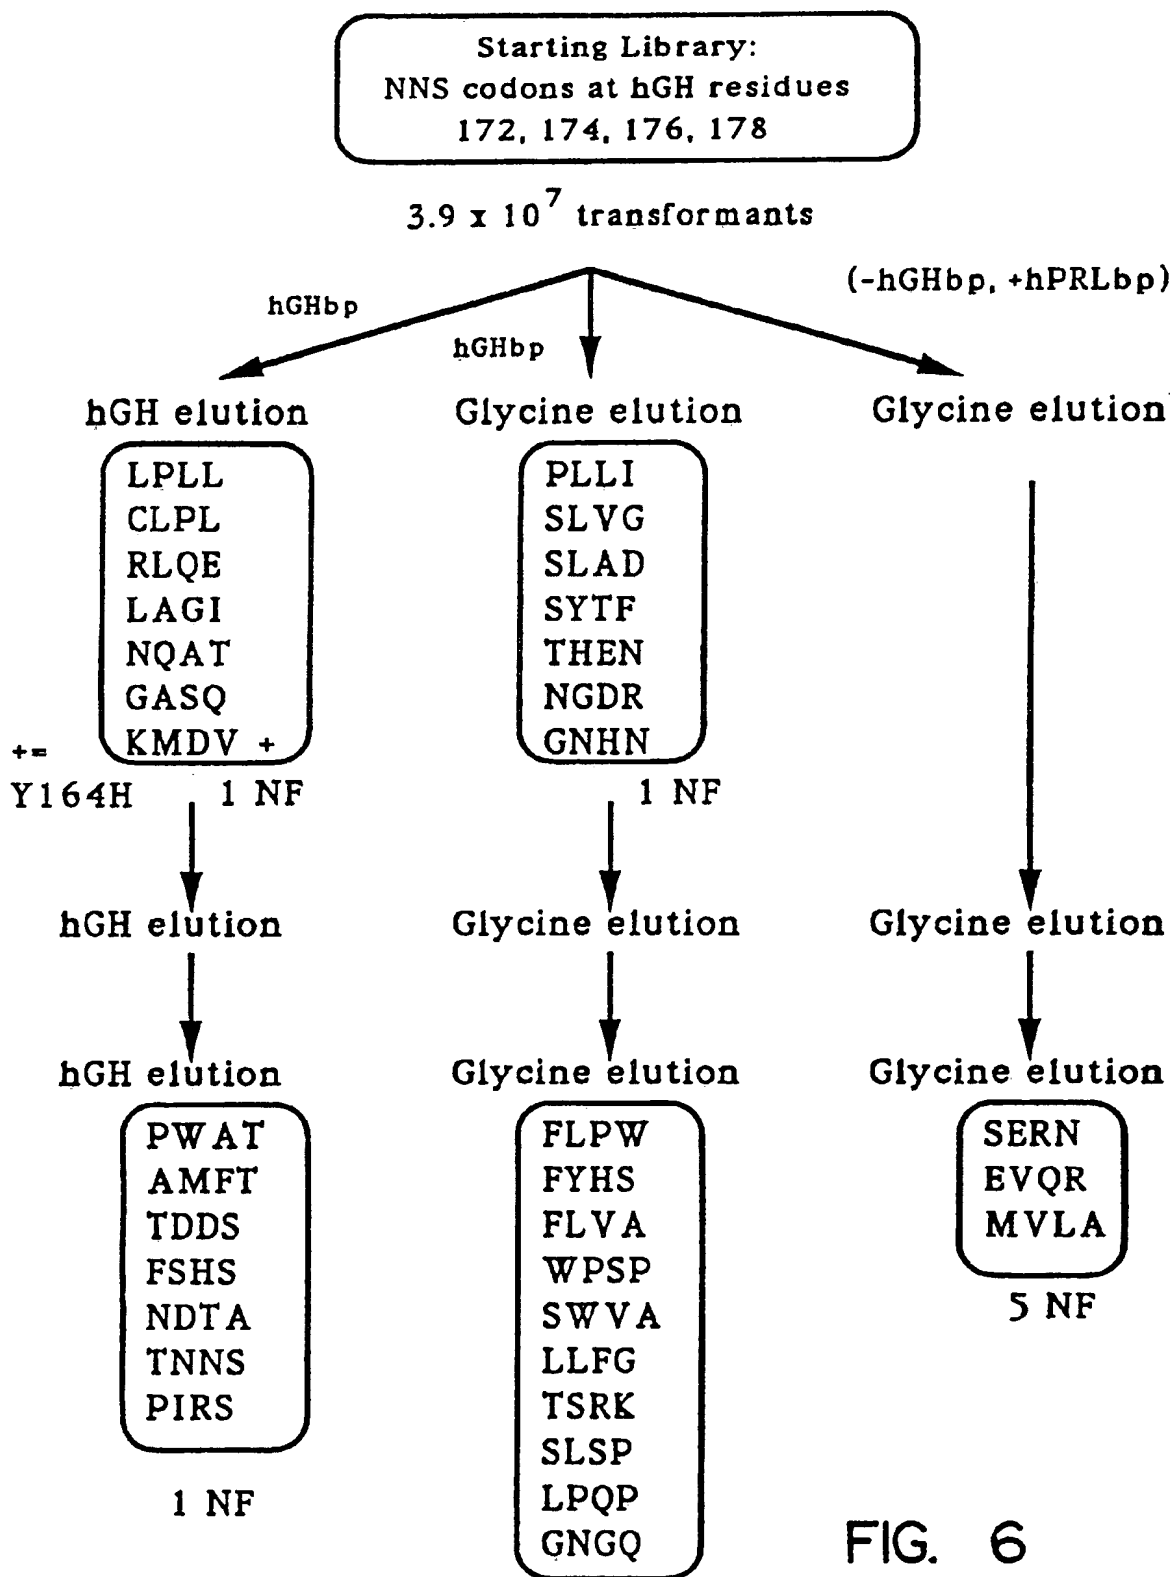 Starting Library:
NNS codons at hGH residues
172, 174, 176, 178
3.9 x 10^7 transformants
(-hGHbp, +hPRLbp)
hGHbp
hGHbp
hGH elution
LPLL
CLPL
RLQE
LAGI
NQAT
GASQ
KMDV +
+=
Y164H
1 NF
Glycine elution
PLLI
SLVG
SLAD
SYTF
THEN
NGDR
GNHN
1 NF
Glycine elution
hGH elution
Glycine elution
Glycine elution
hGH elution
PWAT
AMFT
TDDS
FSHS
NDTA
TNNS
PIRS
1 NF
Glycine elution
FLPW
FYHS
FLVA
WPSP
SWVA
LLFG
TSRK
SLSP
LPQP
GNGQ
Glycine elution
SERN
EVQR
MVLA
5 NF
FIG. 6